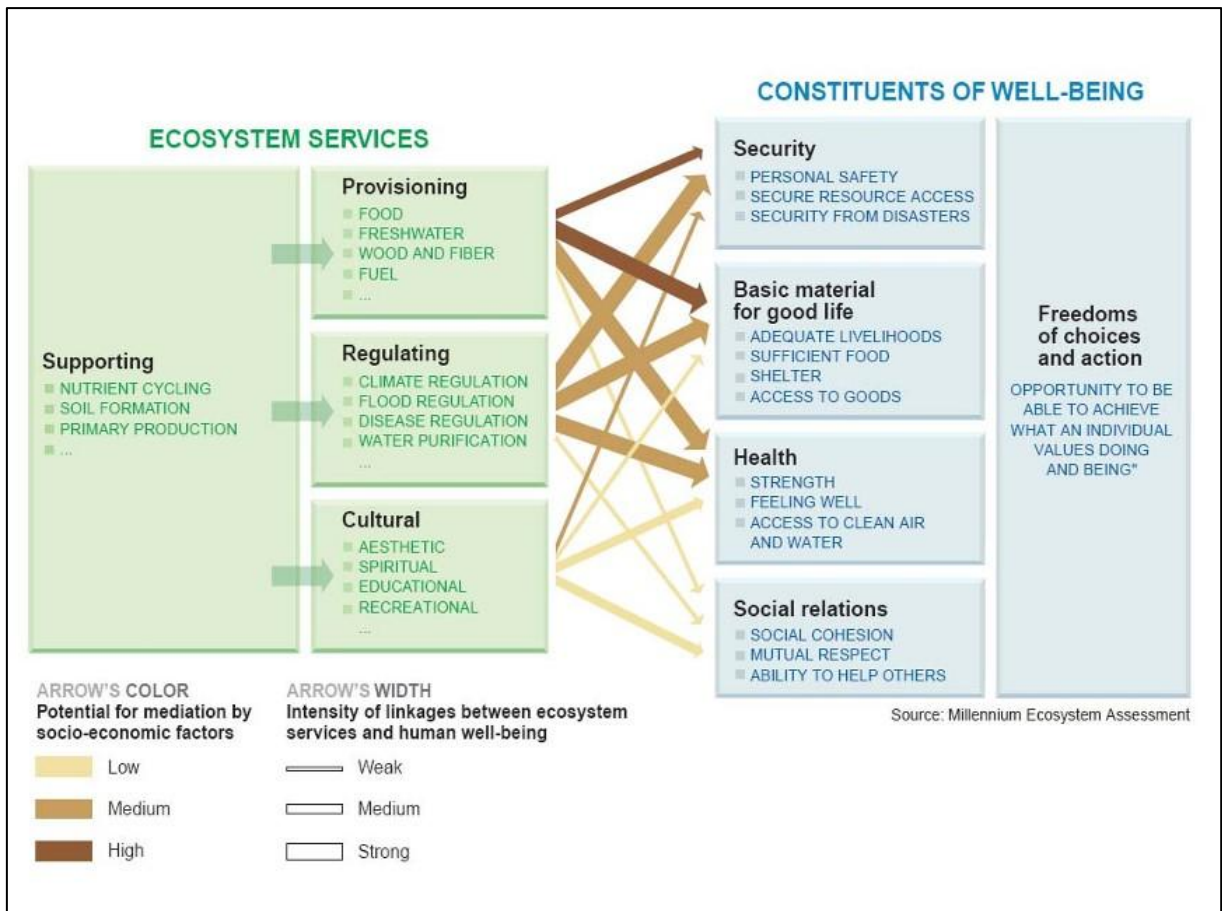 CONSTITUENTS OF WELL-BEING
ECOSYSTEM SERVICES
Supporting
NUTRIENT CYCLING
SOIL FORMATION
PRIMARY PRODUCTION
...
Provisioning
FOOD
FRESHWATER
WOOD AND FIBER
FUEL
...
Regulating
CLIMATE REGULATION
FLOOD REGULATION
DISEASE REGULATION
WATER PURIFICATION
...
Cultural
AESTHETIC
SPIRITUAL
EDUCATIONAL
RECREATIONAL
...
Security
PERSONAL SAFETY
SECURE RESOURCE ACCESS
SECURITY FROM DISASTERS
Basic material
for good life
ADEQUATE LIVELIHOODS
SUFFICIENT FOOD
SHELTER
ACCESS TO GOODS
Health
STRENGTH
FEELING WELL
ACCESS TO CLEAN AIR
AND WATER
Social relations
SOCIAL COHESION
MUTUAL RESPECT
ABILITY TO HELP OTHERS
Freedoms
of choices
and action
OPPORTUNITY TO BE
ABLE TO ACHIEVE
WHAT AN INDIVIDUAL
VALUES DOING
AND BEING"
Source: Millennium Ecosystem Assessment
ARROW'S COLOR
Potential for mediation by
socio-economic factors
Low
Medium
High
ARROW'S WIDTH
Intensity of linkages between ecosystem
services and human well-being
Weak
Medium
Strong